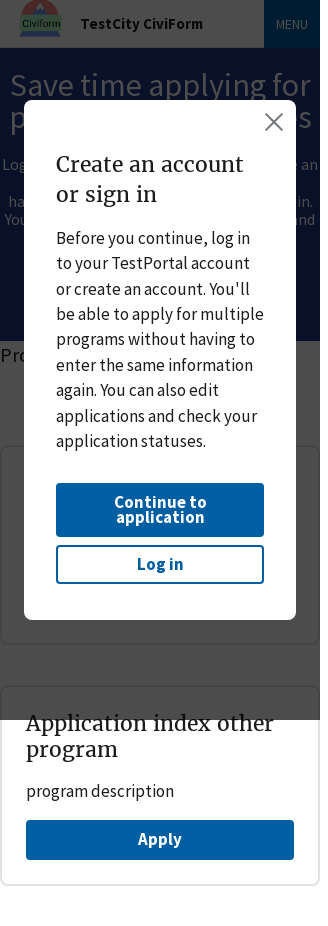 Civiform TestCity CiviForm MENU
Save time applying for
Create an account
or sign in
Before you continue, log in
to your TestPortal account
or create an account. You'll
be able to apply for multiple
programs without having to
enter the same information
again. You can also edit
applications and check your
application statuses.
Continue to
application
Log in
Application index other
program
program description
Apply